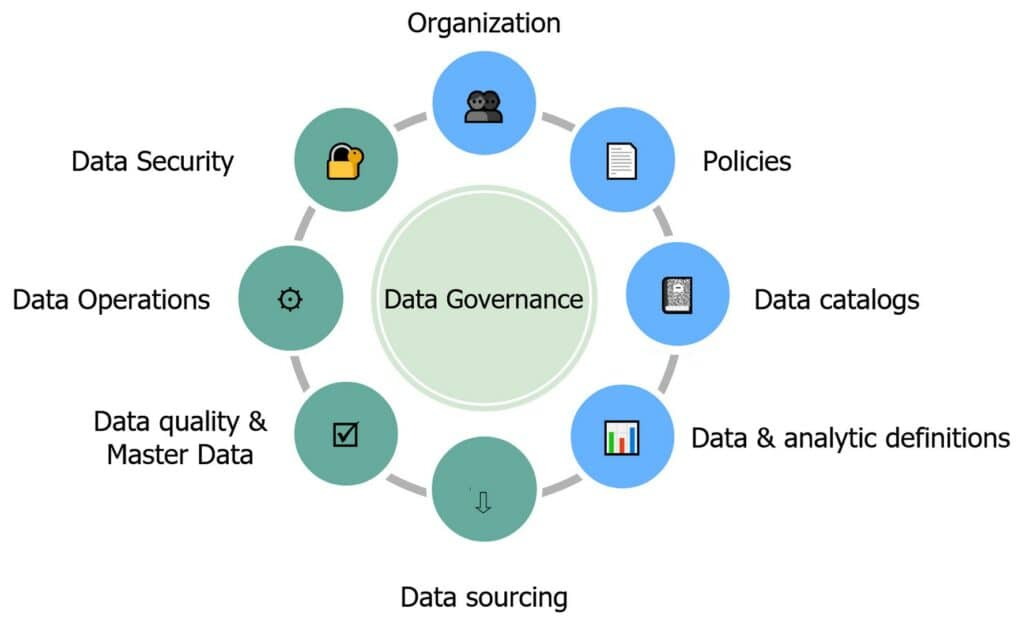 Organization
Data Security
Policies
Data Operations
Data Governance
Data catalogs
Data quality &
Master Data
Data & analytic definitions
Data sourcing